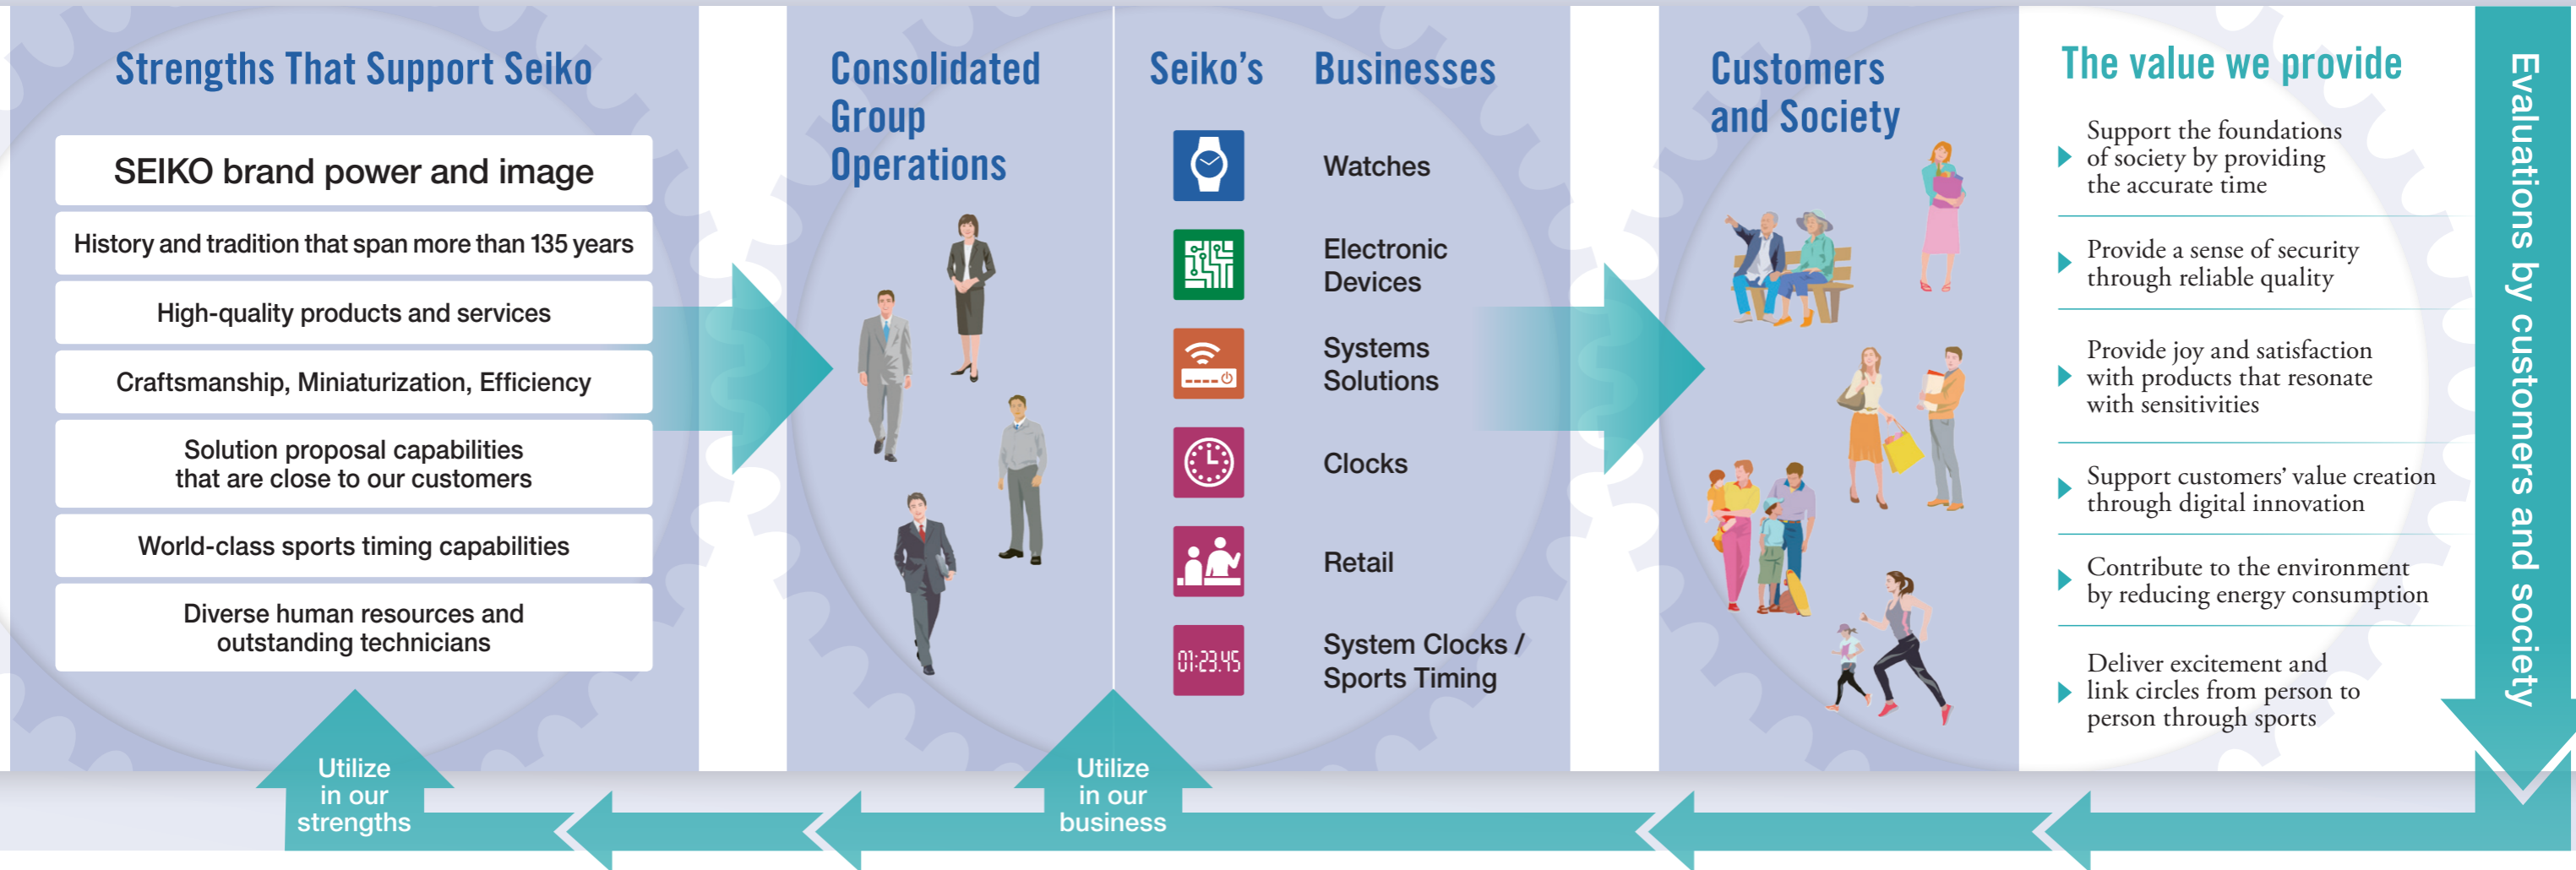 Strengths That Support Seiko
SEIKO brand power and image
History and tradition that span more than 135 years
High-quality products and services
Craftsmanship, Miniaturization, Efficiency
Solution proposal capabilities
that are close to our customers
World-class sports timing capabilities
Diverse human resources and
outstanding technicians
Utilize
in our
strengths
Consolidated
Group
Operations
Seiko's Businesses
Watches
Electronic
Devices
Systems
Solutions
Clocks
Retail
01:23.45
System Clocks /
Sports Timing
Utilize
in our
business
Customers
and Society
The value we provide
Support the foundations
of society by providing
the accurate time
Provide a sense of security
through reliable quality
Provide joy and satisfaction
with products that resonate
with sensitivities
Support customers' value creation
through digital innovation
Contribute to the environment
by reducing energy consumption
Deliver excitement and
link circles from person to
person through sports
Evaluations by customers and society